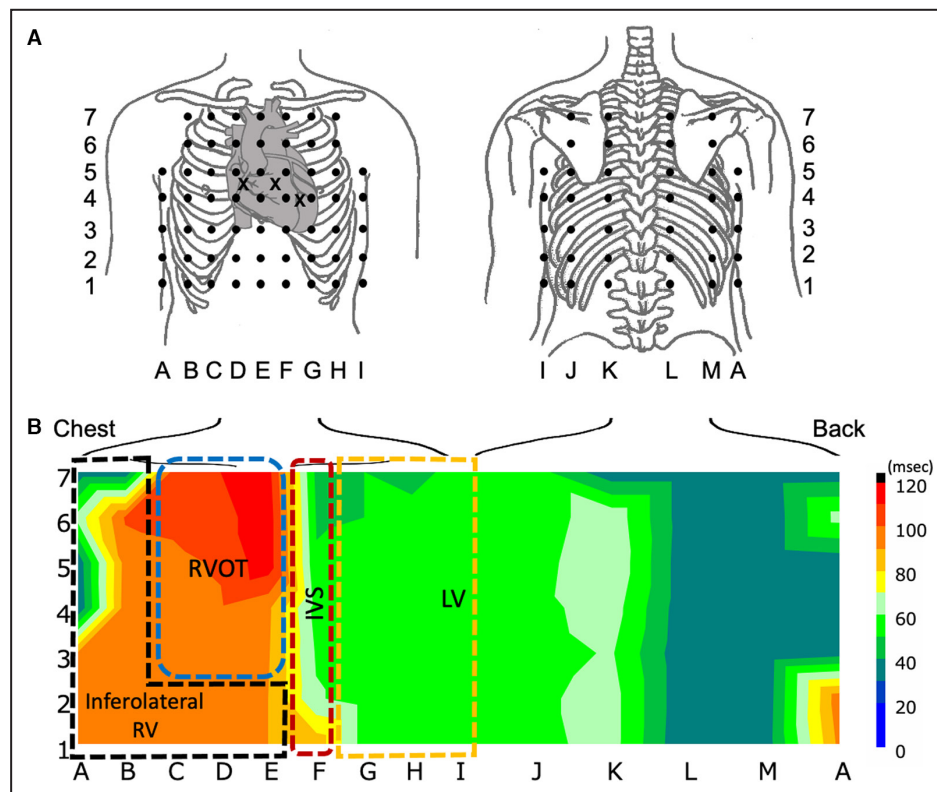 A
7 7
6 6
5 5
4 4
3 3
2 2
1 1
x x
x
A B C D E F G H I I J K L M A
B Chest Back
(msec)
7 120
6 100
5 RVOT 80
4 IVS LV 60
3 40
2 Inferolateral 20
RV
1 0
A B C D E F G H I J K L M A